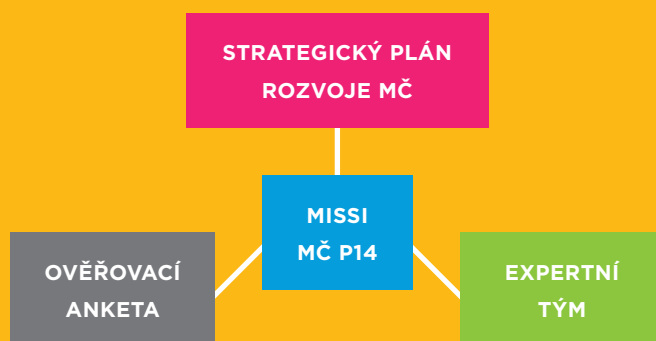 STRATEGICKÝ PLÁN
ROZVOJE MČ
MISSI
MČ P14
OVĚŘOVACÍ
ANKETA
EXPERTNÍ
TÝM